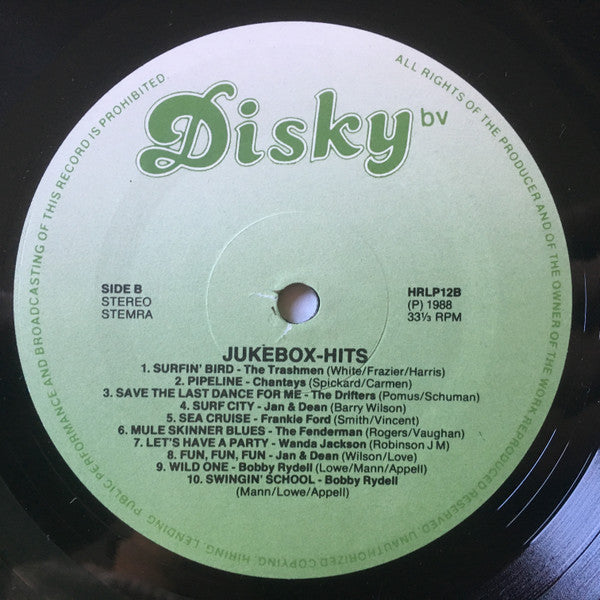 Disky bv
SIDE B
STEREO
STEMRA
HRLP12B
(P) 1988
33⅓ RPM
JUKEBOX-HITS
1. SURFIN' BIRD - The Trashmen (White/Frazier/Harris)
2. PIPELINE - Chantays (Spickard/Carmen)
3. SAVE THE LAST DANCE FOR ME - The Drifters (Pomus/Schuman)
4. SURF CITY - Jan & Dean (Barry Wilson)
5. SEA CRUISE - Frankie Ford (Smith/Vincent)
6. MULE SKINNER BLUES - The Fenderman (Rogers/Vaughan)
7. LET'S HAVE A PARTY - Wanda Jackson (Robinson J M)
8. FUN, FUN, FUN - Jan & Dean (Wilson/Love)
9. WILD ONE - Bobby Rydell (Lowe/Mann/Appell)
10. SWINGIN' SCHOOL - Bobby Rydell
(Mann/Lowe/Appell)
ALL RIGHTS OF THE PRODUCER AND OF THE OWNER OF THE WORK REPRODUCED RESERVED. UNAUTHORIZED COPYING, HIRING, LENDING, PUBLIC PERFORMANCE AND BROADCASTING OF THIS RECORD IS PROHIBITED.